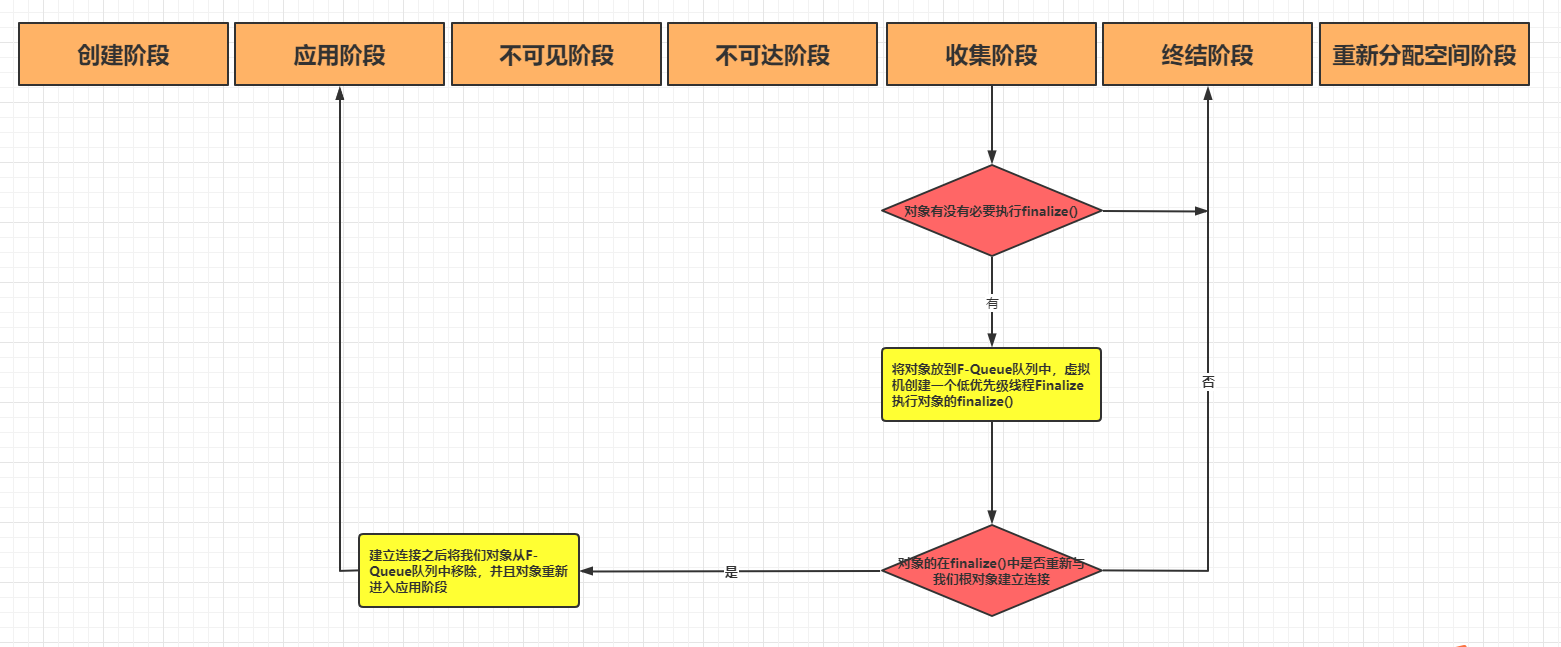 创建阶段
应用阶段
不可见阶段
不可达阶段
收集阶段
终结阶段
重新分配空间阶段
对象有没有必要执行finalize()
有
将对象放到F-Queue队列中，虚拟
机创建一个低优先级线程Finalize
执行对象的finalize()
否
对象的在finalize()中是否重新与
我们根对象建立连接
是
建立连接之后将我们对象从F-
Queue队列中移除，并且对象重新
进入应用阶段